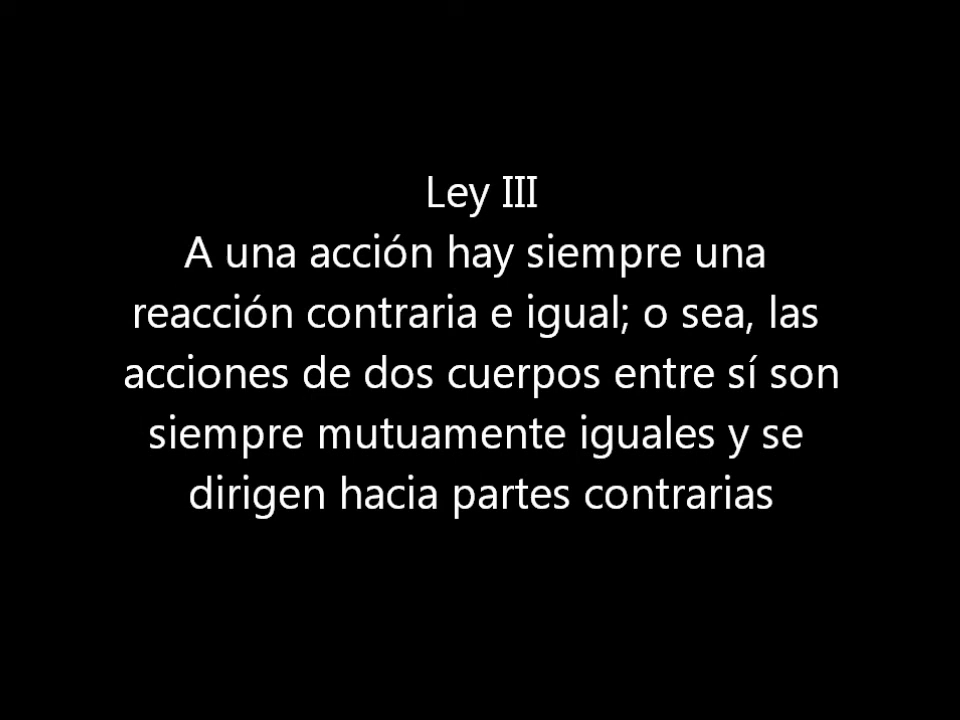 Ley III
A una acción hay siempre una
reacción contraria e igual; o sea, las
acciones de dos cuerpos entre sí son
siempre mutuamente iguales y se
dirigen hacia partes contrarias